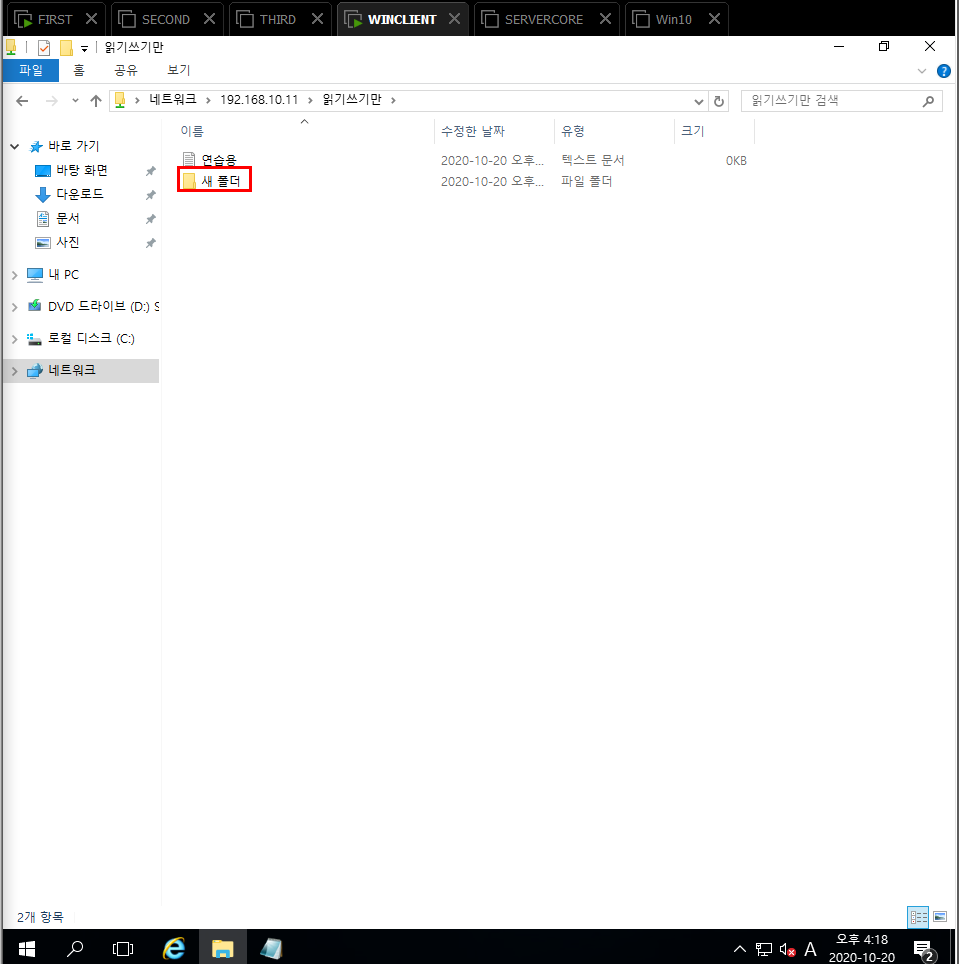 FIRST SECOND THIRD WINCLIENT SERVERCORE Win10
읽기쓰기만
파일 홈 공유 보기
네트워크 192.168.10.11 읽기쓰기만 읽기쓰기만 검색
이름 수정한 날짜 유형 크기
바로 가기
바탕 화면
다운로드
문서
사진
내 PC
DVD 드라이브 (D:) S
로컬 디스크 (C:)
네트워크
연습용 2020-10-20 오후... 텍스트 문서 0KB
새 폴더 2020-10-20 오후... 파일 폴더
2개 항목
A 오후 4:18
2020-10-20 2